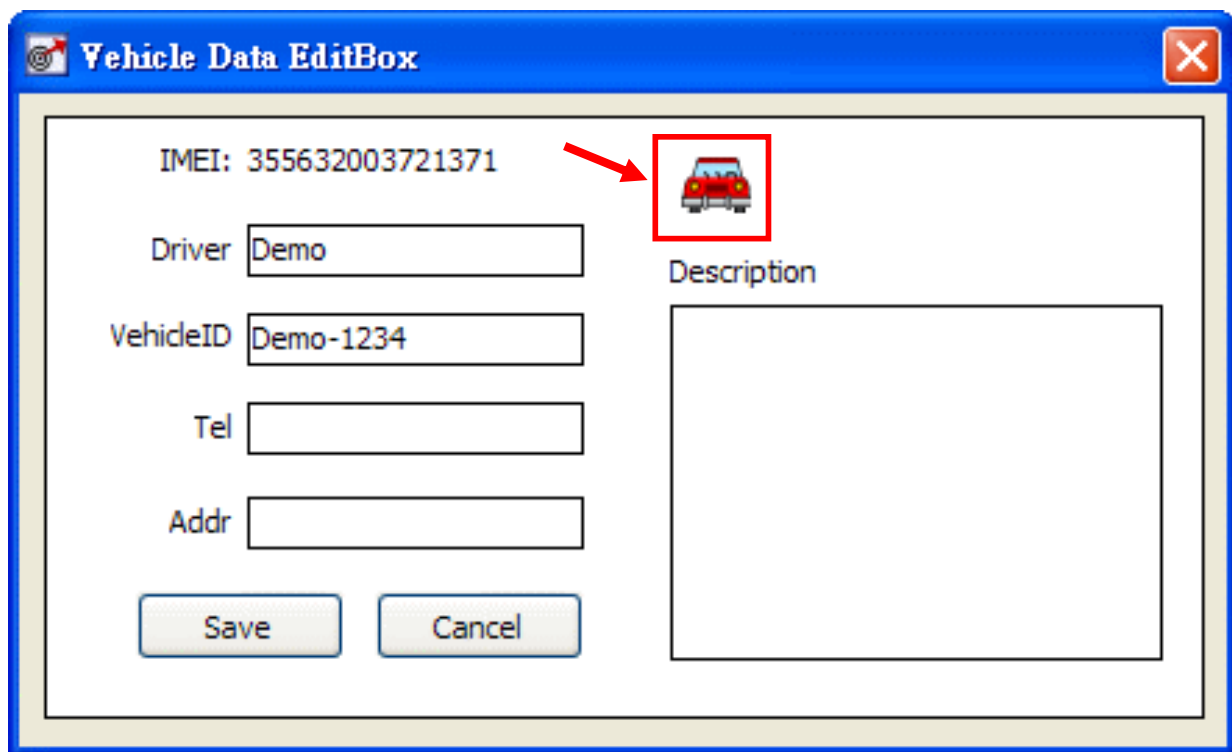 Vehicle Data EditBox
IMEI: 355632003721371
Driver Demo
VehicleID Demo-1234
Tel
Addr
Save Cancel
Description